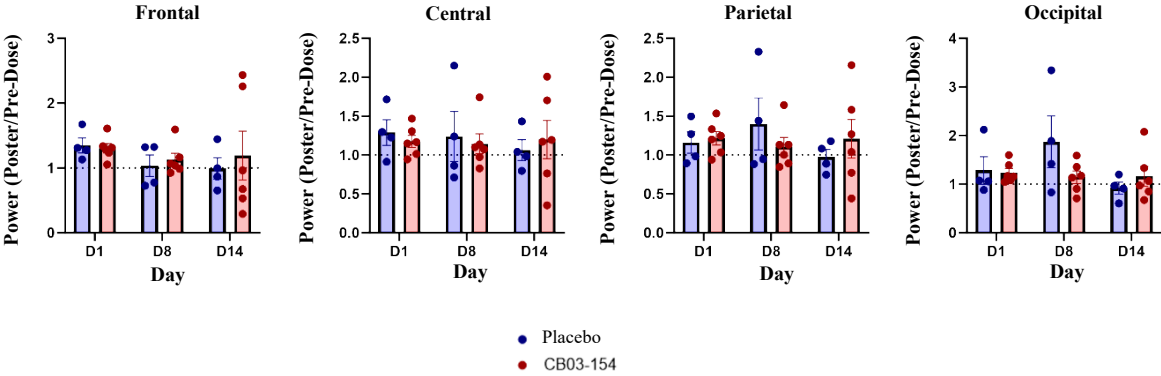 Frontal
Central
Parietal
Occipital
Power (Poster/Pre-Dose)
3
2
1
0
D1 D8 D14
Day
Power (Poster/Pre-Dose)
2.5
2.0
1.5
1.0
0.5
0.0
D1 D8 D14
Day
Power (Poster/Pre-Dose)
2.5
2.0
1.5
1.0
0.5
0.0
D1 D8 D14
Day
Power (Poster/Pre-Dose)
4
3
2
1
0
D1 D8 D14
Day
Placebo
CB03-154